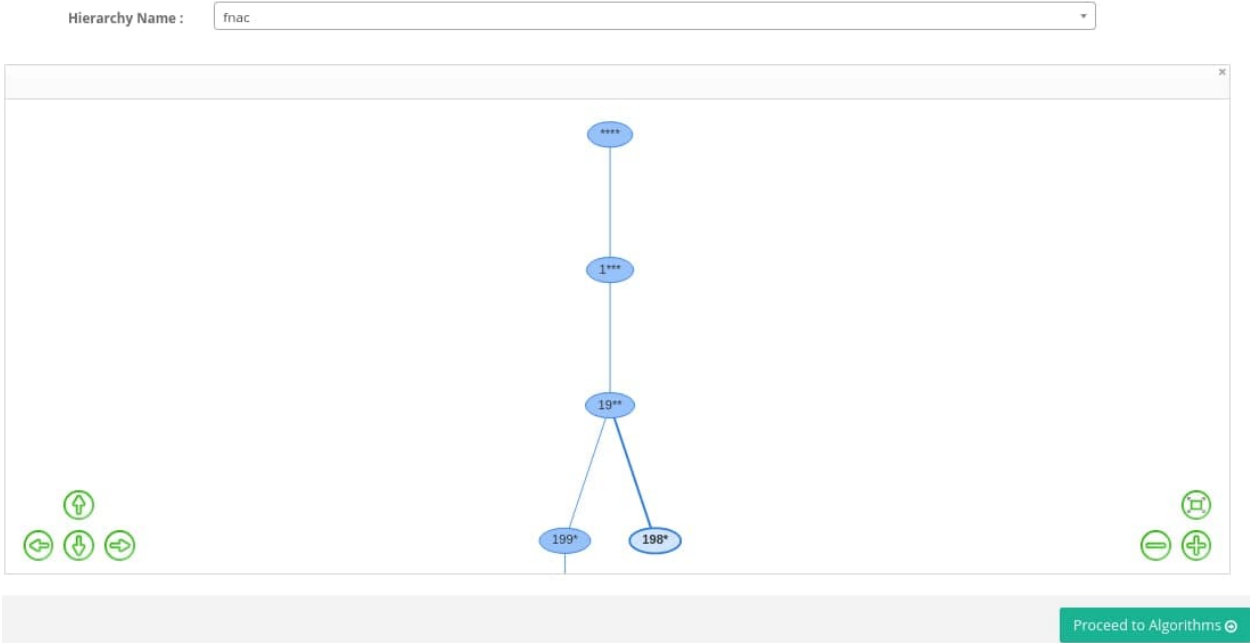 Hierarchy Name :
fnac
****
1***
19**
199*
198*
Proceed to Algorithms